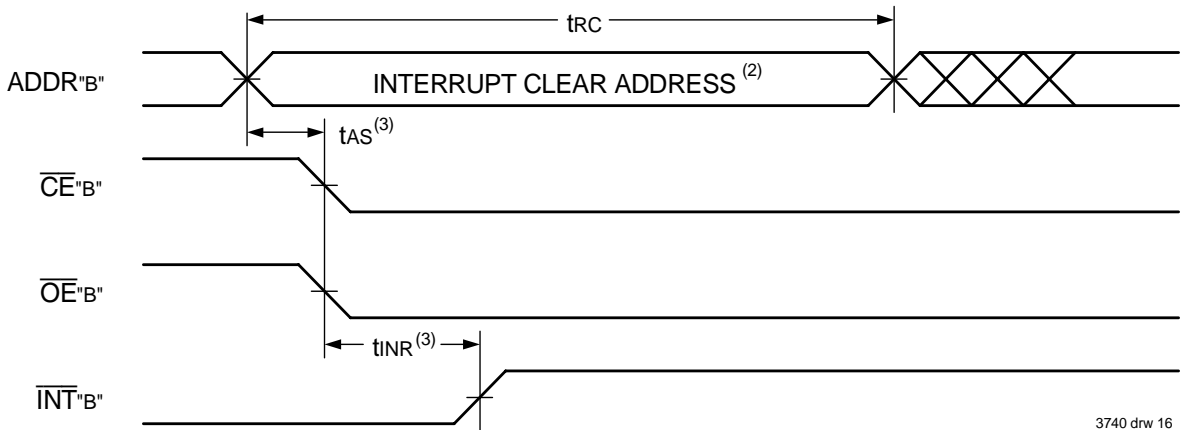 tRC
ADDR"B"
INTERRUPT CLEAR ADDRESS (2)
tAS(3)
CE"B"
OE"B"
tINR(3)
INT"B"
3740 drw 16